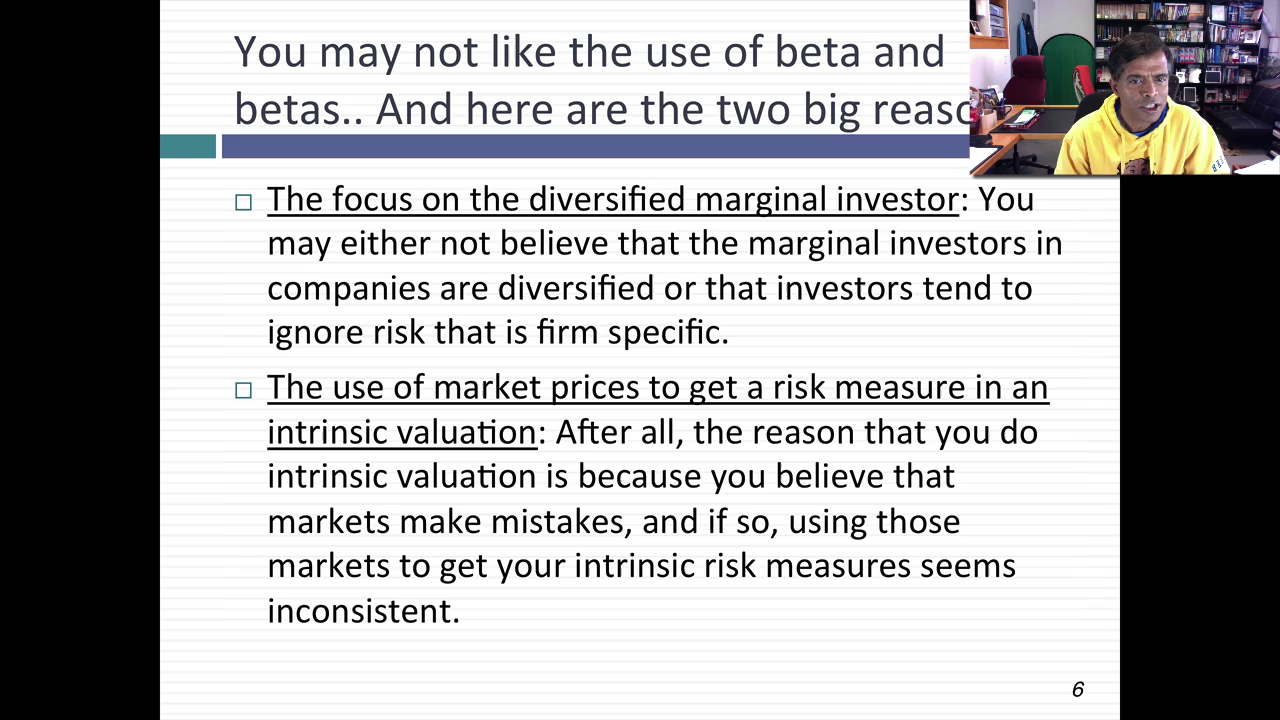 You may not like the use of beta and
betas.. And here are the two big
□ The focus on the diversified marginal investor: You
may either not believe that the marginal investors in
companies are diversified or that investors tend to
ignore risk that is firm specific.
□ The use of market prices to get a risk measure in an
intrinsic valuation: After all, the reason that you do
intrinsic valuation is because you believe that
markets make mistakes, and if so, using those
markets to get your intrinsic risk measures seems
inconsistent.
6